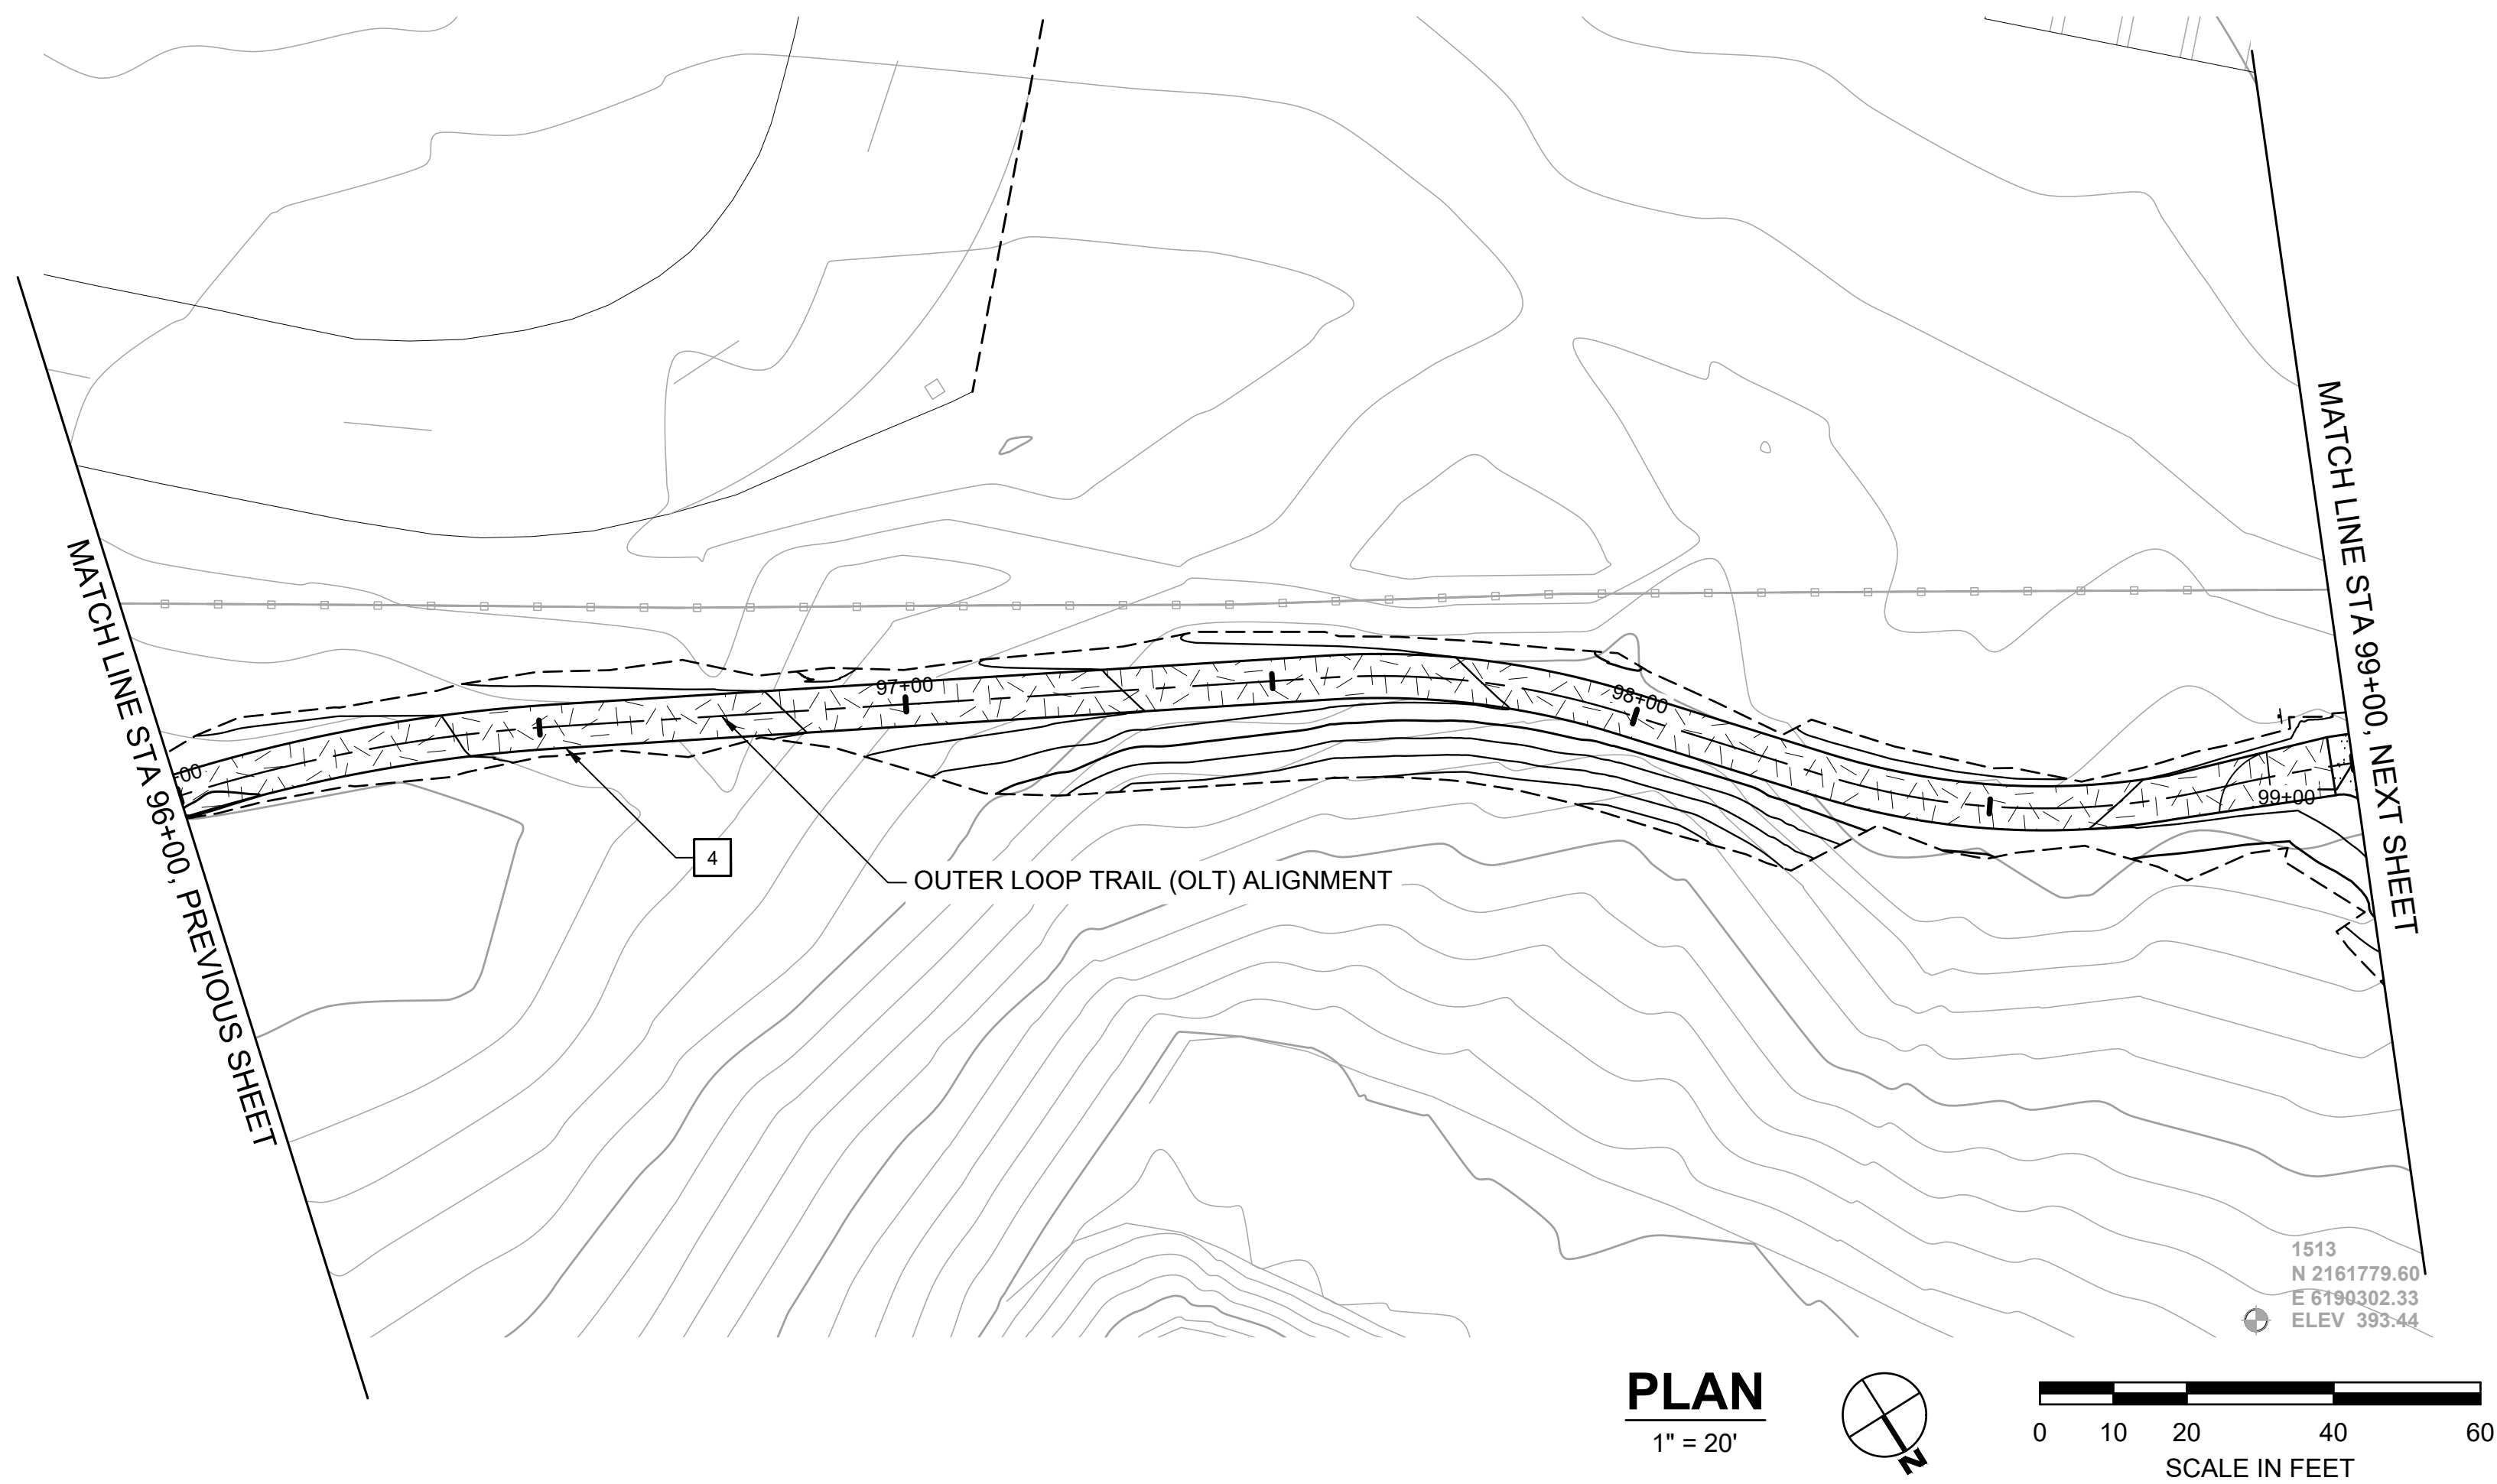 MATCH LINE STA 96+00, PREVIOUS SHEET
MATCH LINE STA 99+00, NEXT SHEET
+00
97+00
98+00
99+00
4
OUTER LOOP TRAIL (OLT) ALIGNMENT
1513
N 2161779.60
E 6190302.33
ELEV 393.44
PLAN
1" = 20'
N
0 10 20 40 60
SCALE IN FEET